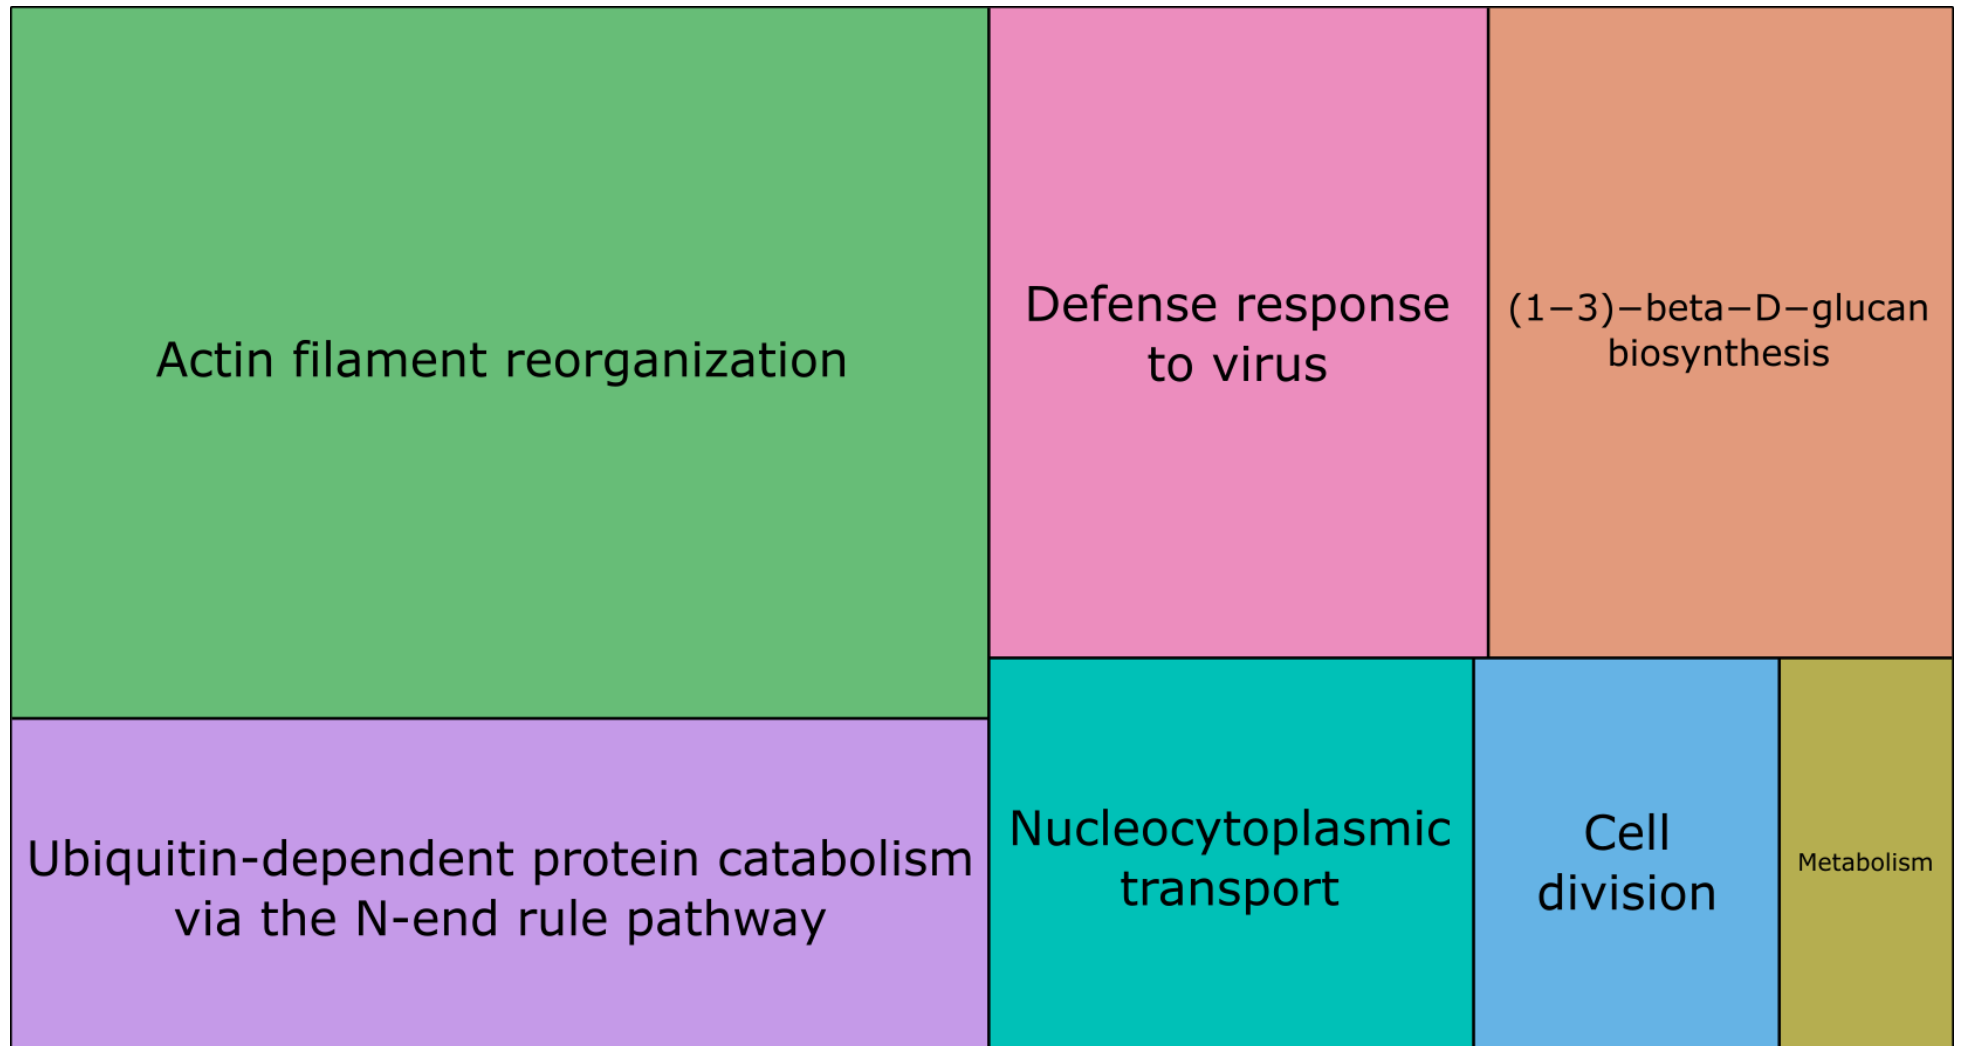 Actin filament reorganization
Defense response
to virus
(1−3)−beta−D−glucan
biosynthesis
Ubiquitin-dependent protein catabolism
via the N-end rule pathway
Nucleocytoplasmic
transport
Cell
division
Metabolism